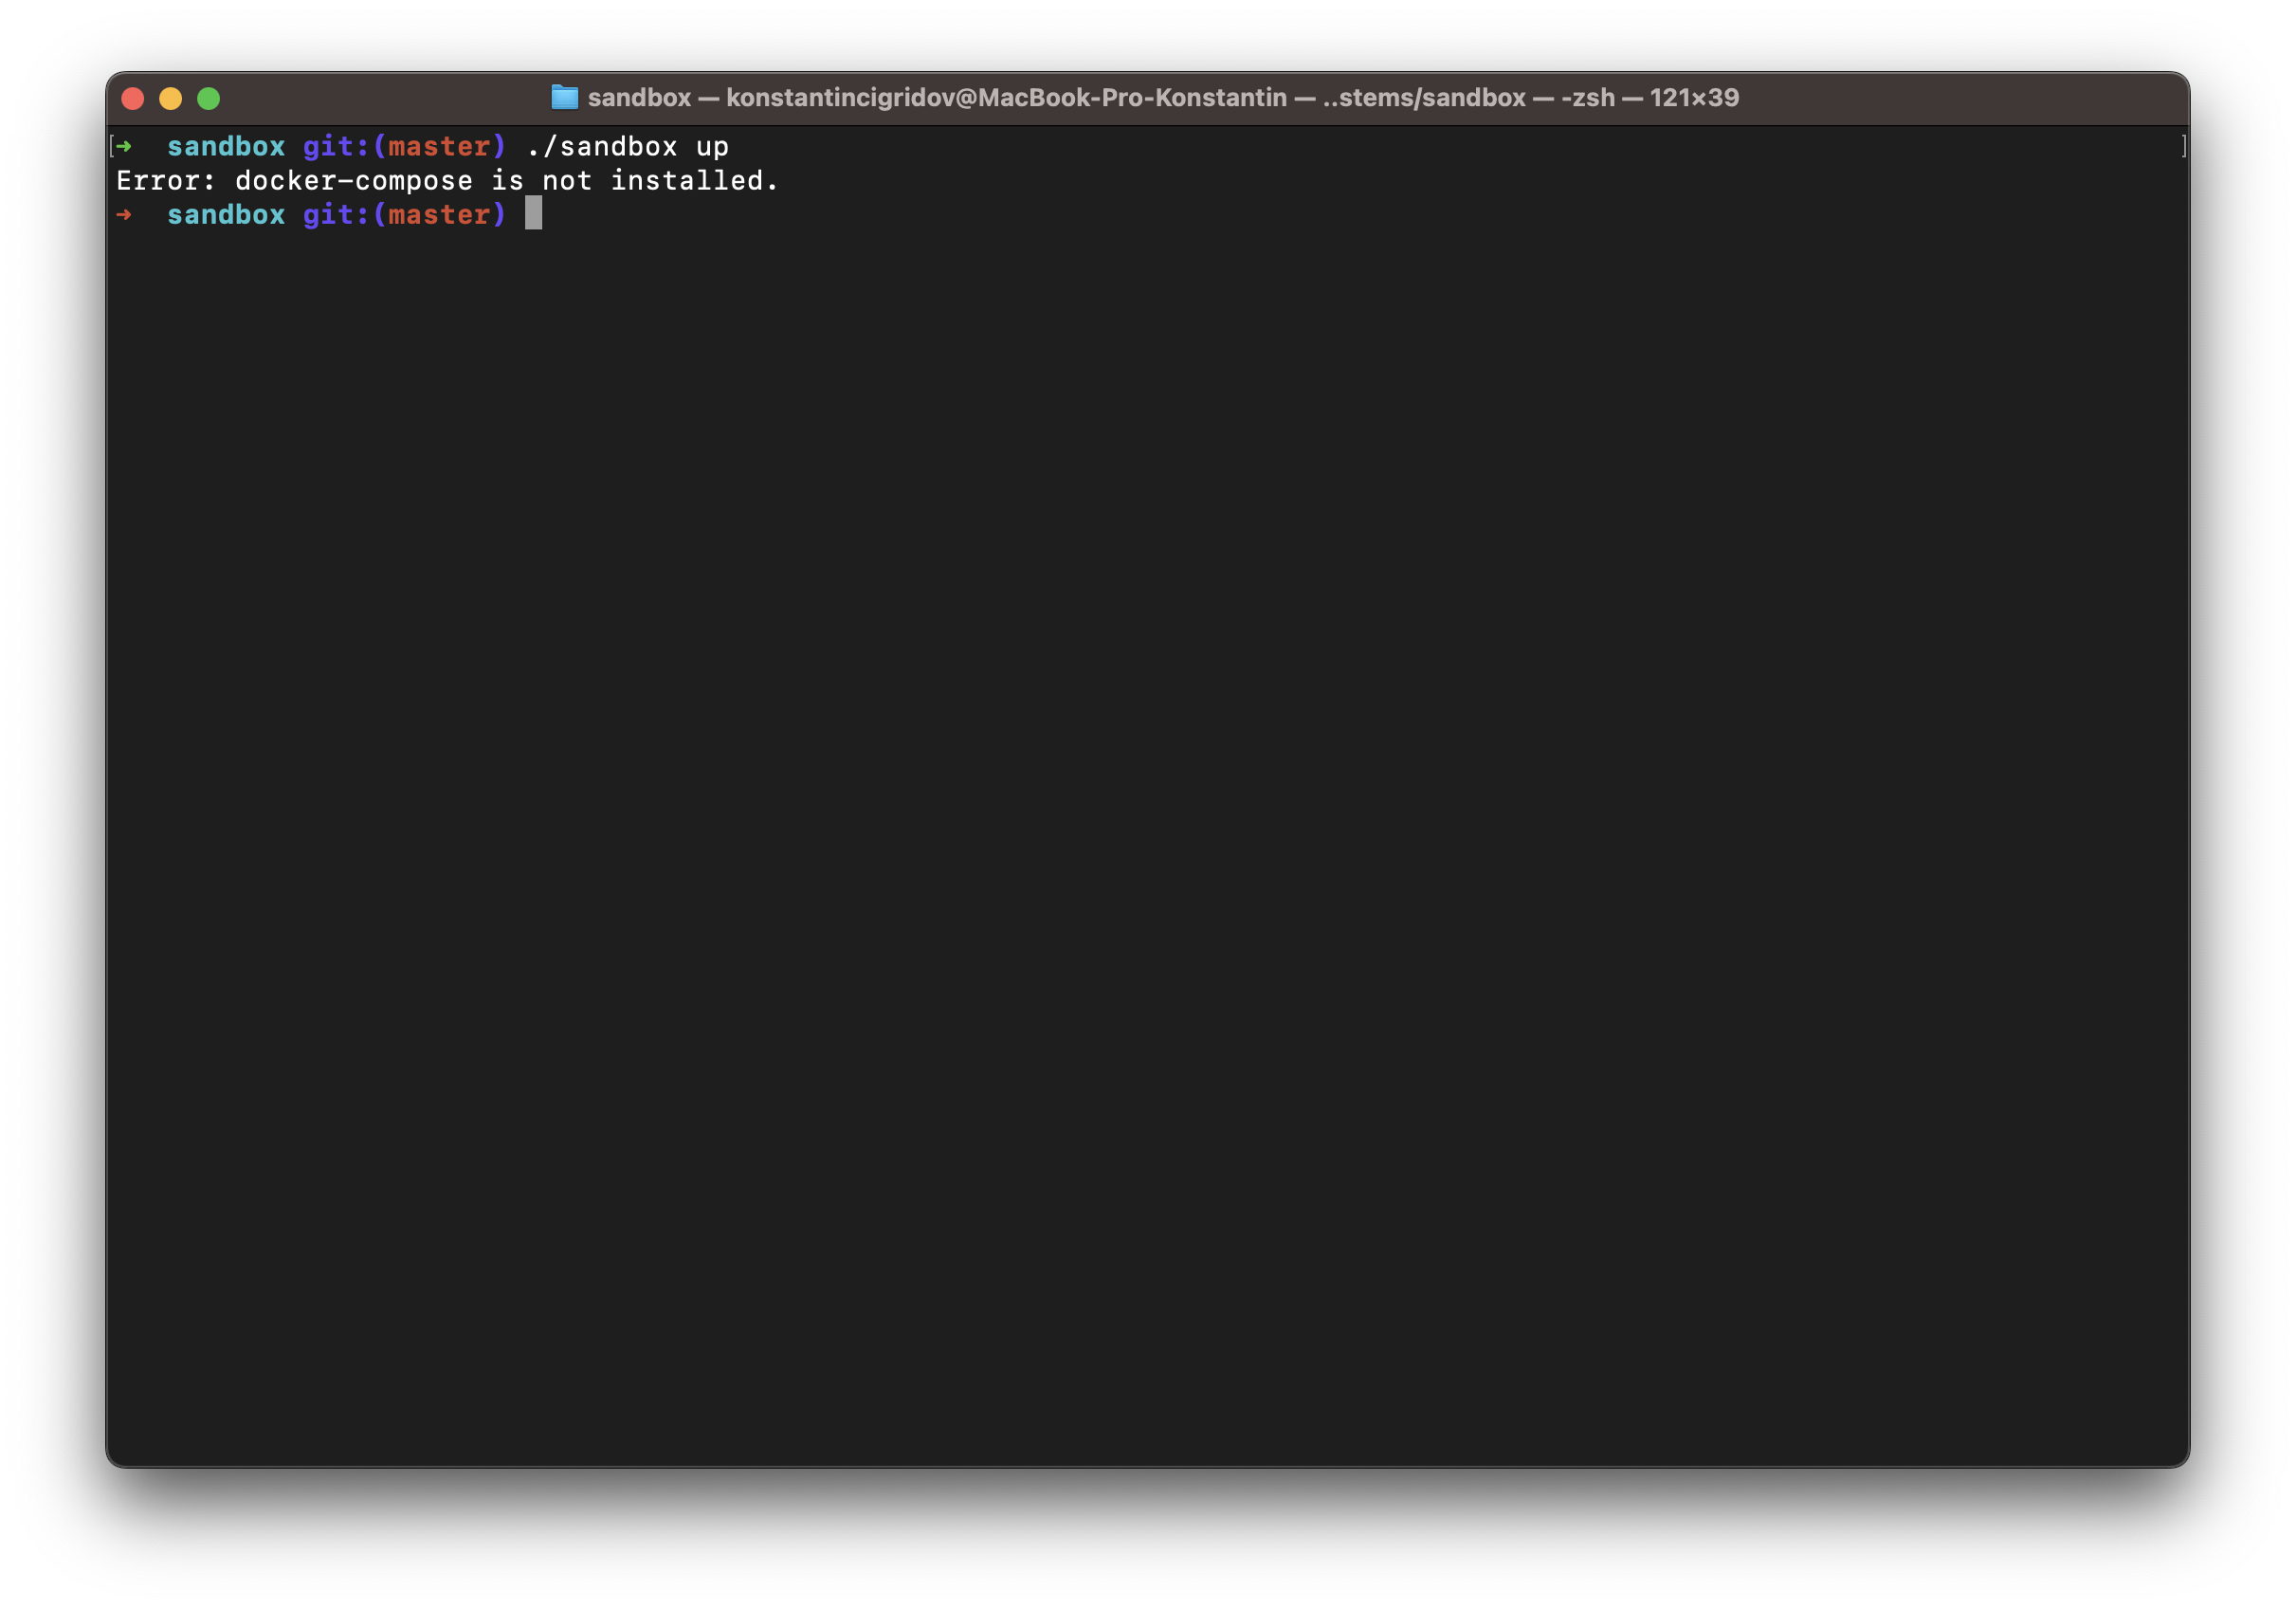 sandbox — konstantincigridov@MacBook-Pro-Konstantin — ..stems/sandbox — -zsh — 121×39
[➜  sandbox git:(master) ./sandbox up ]
Error: docker-compose is not installed.
➜  sandbox git:(master)